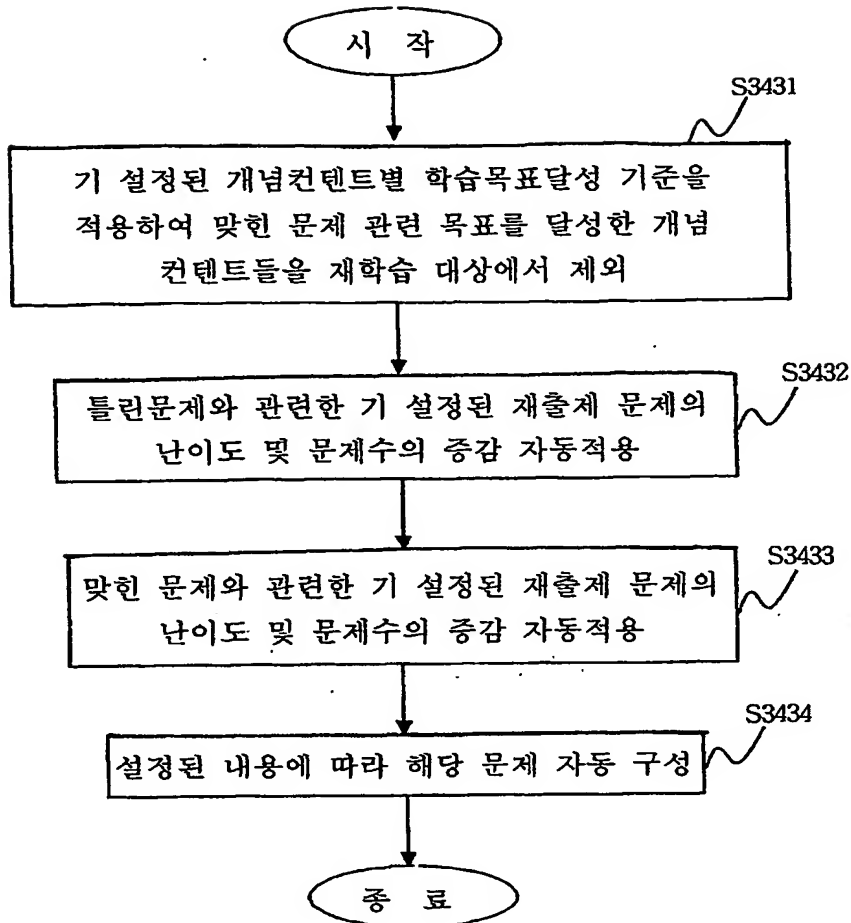 시 작
S3431
기 설정된 개념컨텐트별 학습목표달성 기준을
적용하여 맞힌 문제 관련 목표를 달성한 개념
컨텐트들을 재학습 대상에서 제외
S3432
틀린문제와 관련한 기 설정된 재출제 문제의
난이도 및 문제수의 증감 자동적용
S3433
맞힌 문제와 관련한 기 설정된 재출제 문제의
난이도 및 문제수의 증감 자동적용
S3434
설정된 내용에 따라 해당 문제 자동 구성
종 료